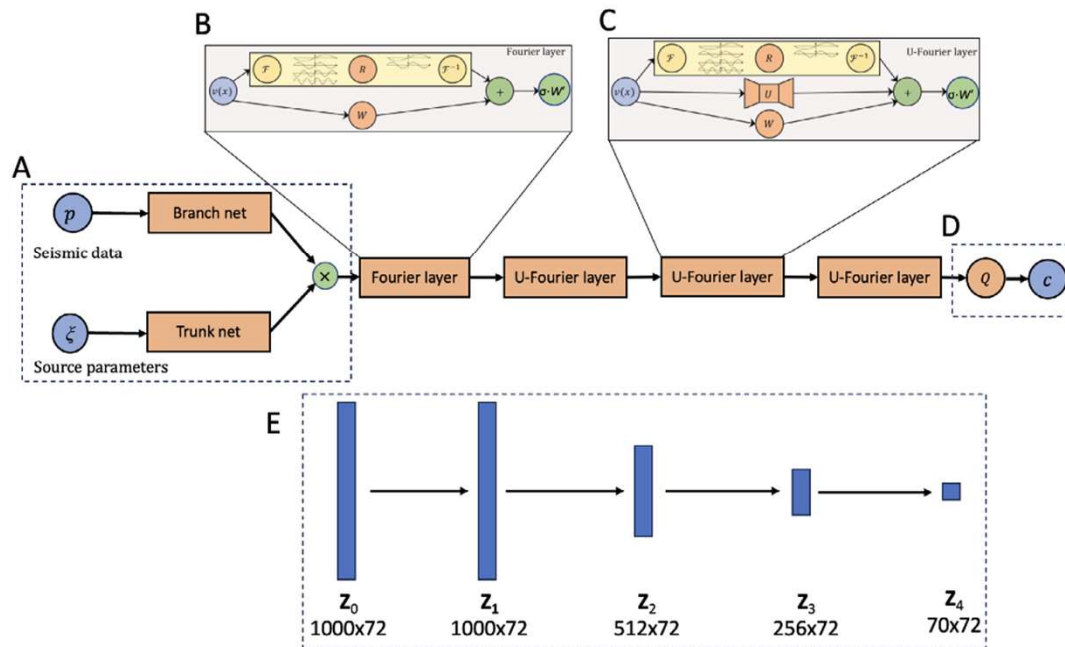 B
Fourier layer
ℱ
R
ℱ⁻¹
v(x)
+
σ·W'
W
C
U-Fourier layer
ℱ
R
ℱ⁻¹
v(x)
U
+
σ·W'
W
A
p
Branch net
Seismic data
×
ξ
Trunk net
Source parameters
Fourier layer
U-Fourier layer
U-Fourier layer
U-Fourier layer
D
Q
c
E
Z₀
1000x72
Z₁
1000x72
Z₂
512x72
Z₃
256x72
Z₄
70x72